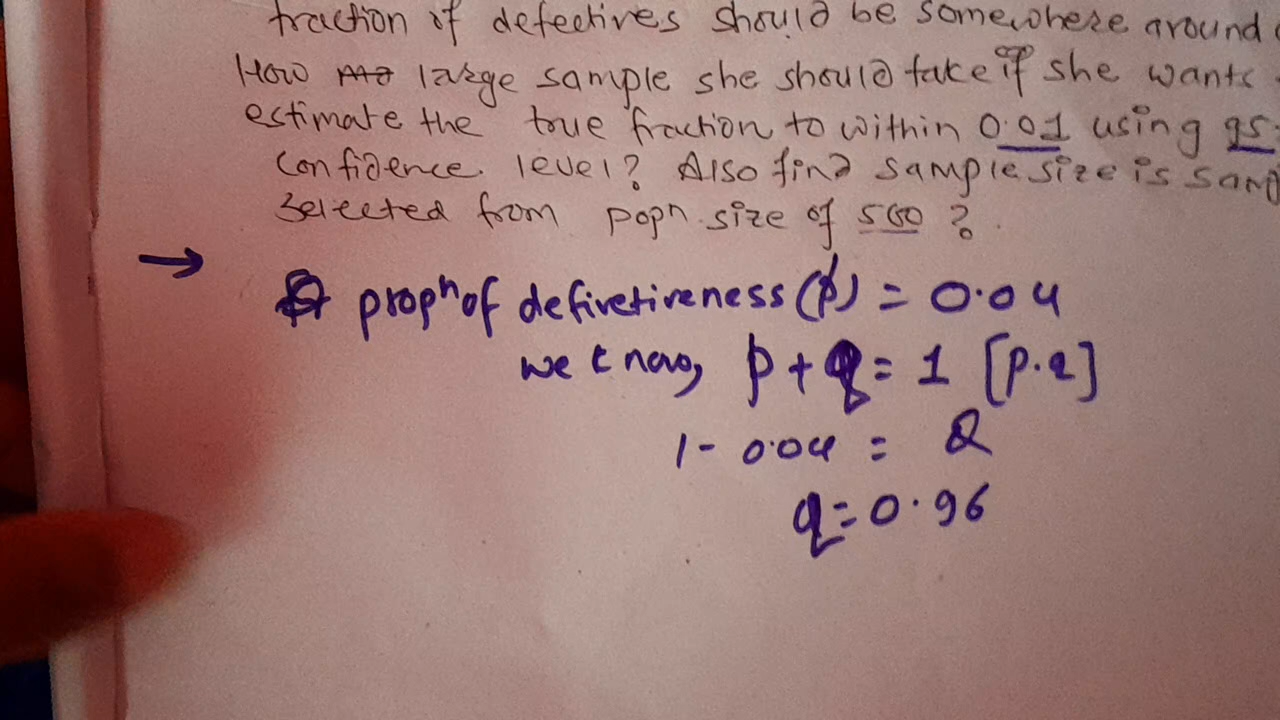 fraction of defectives should be somewhere around
How large sample she should take if she wants
estimate the true fraction to within 0.01 using 95
Confidence. level? Also find sample size is
Selected from popn. size of 500 ?
→ propn of defivetiveness (p) = 0.04
we know, p + q = 1 [p.q]
1 - 0.04 = Q
q = 0.96